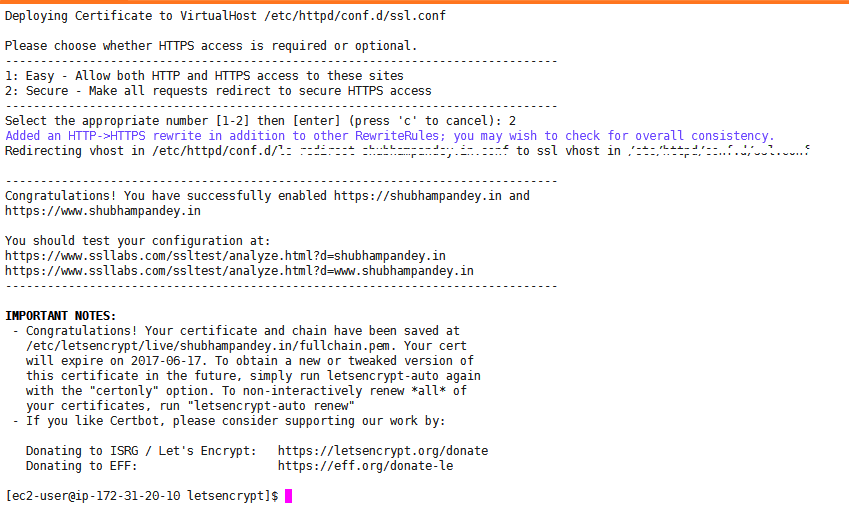 Deploying Certificate to VirtualHost /etc/httpd/conf.d/ssl.conf
Please choose whether HTTPS access is required or optional.
-------------------------------------------------------------------------------
1: Easy - Allow both HTTP and HTTPS access to these sites
2: Secure - Make all requests redirect to secure HTTPS access
-------------------------------------------------------------------------------
Select the appropriate number [1-2] then [enter] (press 'c' to cancel): 2
Added an HTTP->HTTPS rewrite in addition to other RewriteRules; you may wish to check for overall consistency.
Redirecting vhost in /etc/httpd/conf.d/le-redirect-shubhampandey.in.conf to ssl vhost in /etc/httpd/conf.d/ssl.conf
-------------------------------------------------------------------------------
Congratulations! You have successfully enabled https://shubhampandey.in and
https://www.shubhampandey.in
You should test your configuration at:
https://www.ssllabs.com/ssltest/analyze.html?d=shubhampandey.in
https://www.ssllabs.com/ssltest/analyze.html?d=www.shubhampandey.in
-------------------------------------------------------------------------------
IMPORTANT NOTES:
- Congratulations! Your certificate and chain have been saved at
/etc/letsencrypt/live/shubhampandey.in/fullchain.pem. Your cert
will expire on 2017-06-17. To obtain a new or tweaked version of
this certificate in the future, simply run letsencrypt-auto again
with the "certonly" option. To non-interactively renew *all* of
your certificates, run "letsencrypt-auto renew"
- If you like Certbot, please consider supporting our work by:
Donating to ISRG / Let's Encrypt:   https://letsencrypt.org/donate
Donating to EFF:                    https://eff.org/donate-le
[ec2-user@ip-172-31-20-10 letsencrypt]$